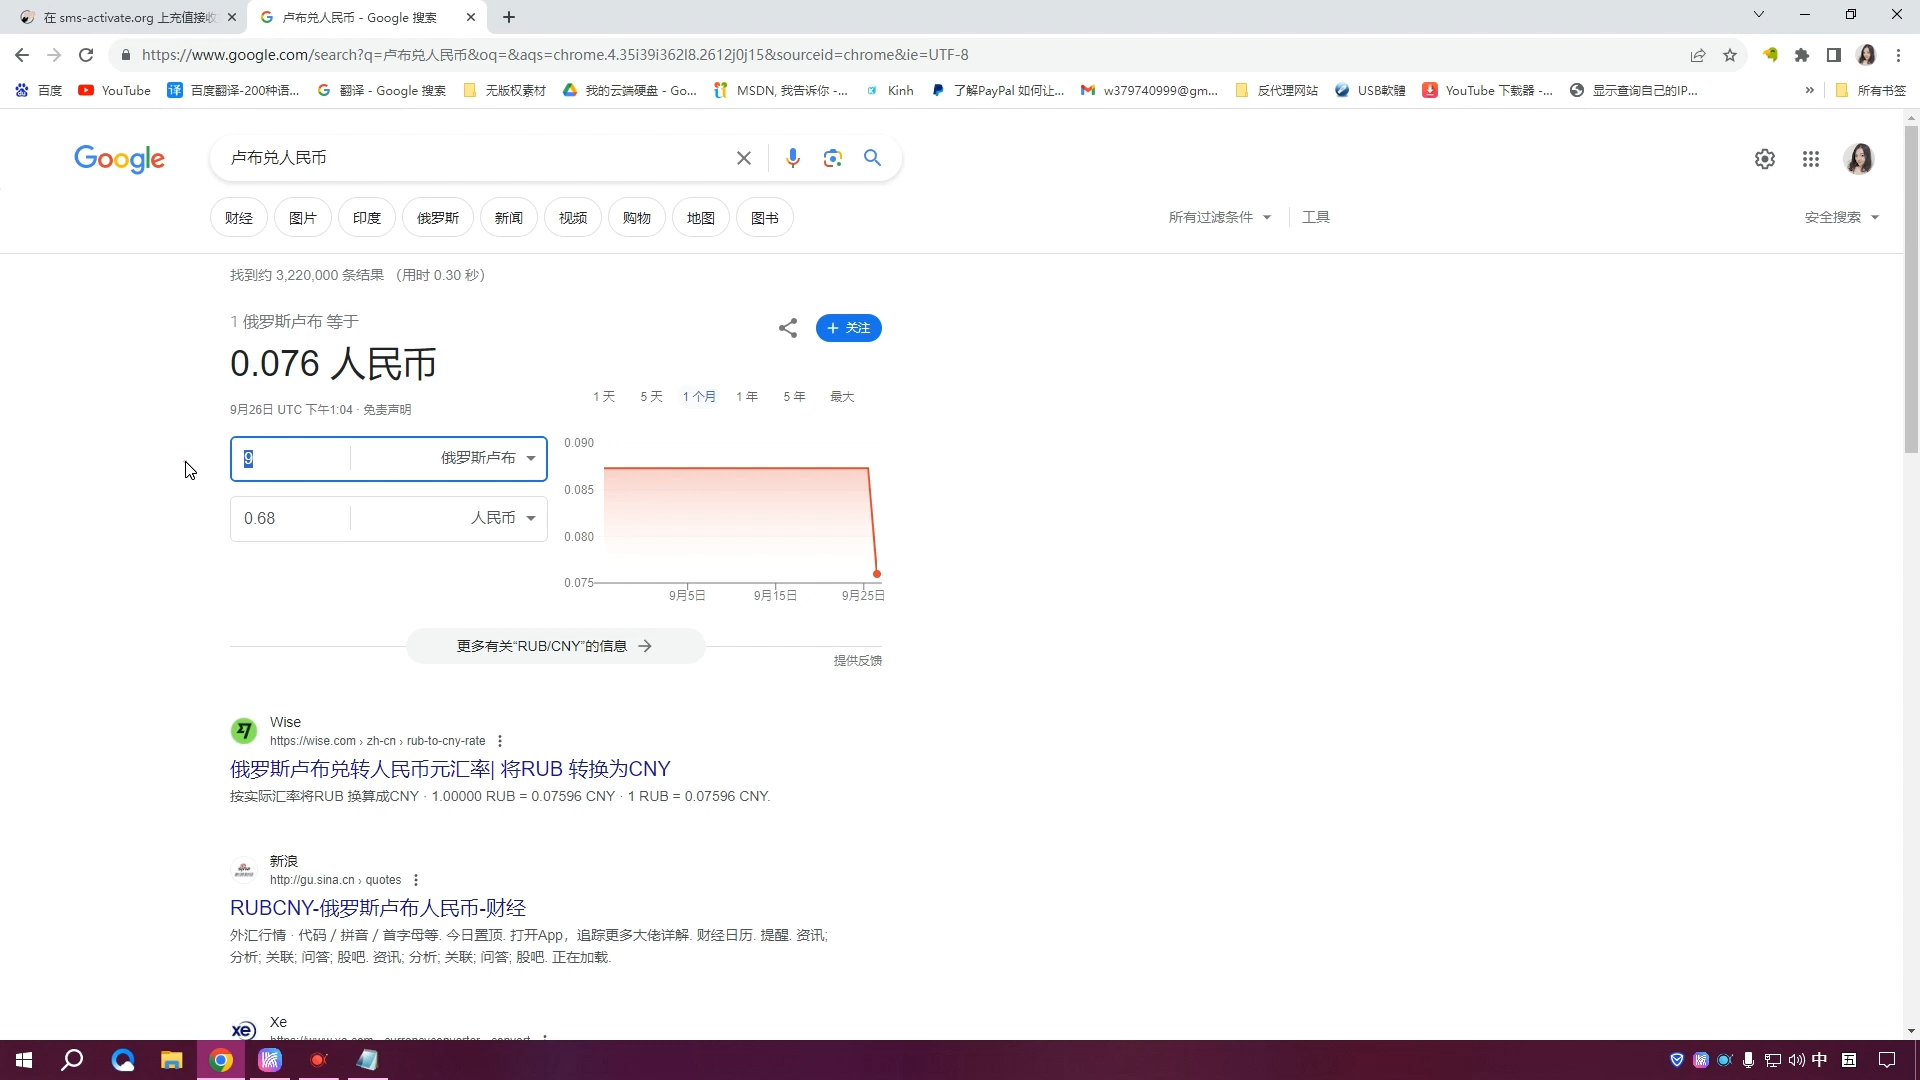 在 sms-activate.org 上充值接收
卢布兑人民币 - Google 搜索
https://www.google.com/search?q=卢布兑人民币&oq=&aqs=chrome.4.35i39i362l8.2612j0j15&sourceid=chrome&ie=UTF-8
百度 YouTube 百度翻译-200种语... 翻译 - Google 搜索 无版权素材 我的云端硬盘 - Go... MSDN, 我告诉你 -... Kinh 了解PayPal 如何让... w379740999@gm... 反代理网站 USB軟體 YouTube 下载器 -... 显示查询自己的IP... » 所有书签
Google
卢布兑人民币
财经 图片 印度 俄罗斯 新闻 视频 购物 地图 图书 所有过滤条件 工具 安全搜索
找到约 3,220,000 条结果 （用时 0.30 秒）
1 俄罗斯卢布 等于
0.076 人民币
9月26日 UTC 下午1:04 · 免责声明
+ 关注
9 俄罗斯卢布
0.68 人民币
1 天 5 天 1 个月 1 年 5 年 最大
0.090
0.085
0.080
0.075
9月5日 9月15日 9月25日
更多有关“RUB/CNY”的信息
提供反馈
Wise
https://wise.com › zh-cn › rub-to-cny-rate
俄罗斯卢布兑转人民币元汇率| 将RUB 转换为CNY
按实际汇率将RUB 换算成CNY · 1.00000 RUB = 0.07596 CNY · 1 RUB = 0.07596 CNY.
新浪
http://gu.sina.cn › quotes
RUBCNY-俄罗斯卢布人民币-财经
外汇行情 · 代码 / 拼音 / 首字母等. 今日置顶. 打开App，追踪更多大佬详解. 财经日历. 提醒. 资讯;
分析; 关联; 问答; 股吧. 资讯; 分析; 关联; 问答; 股吧. 正在加载.
xe
Xe
https://www.xe.com › currencyconverter › convert
中 五